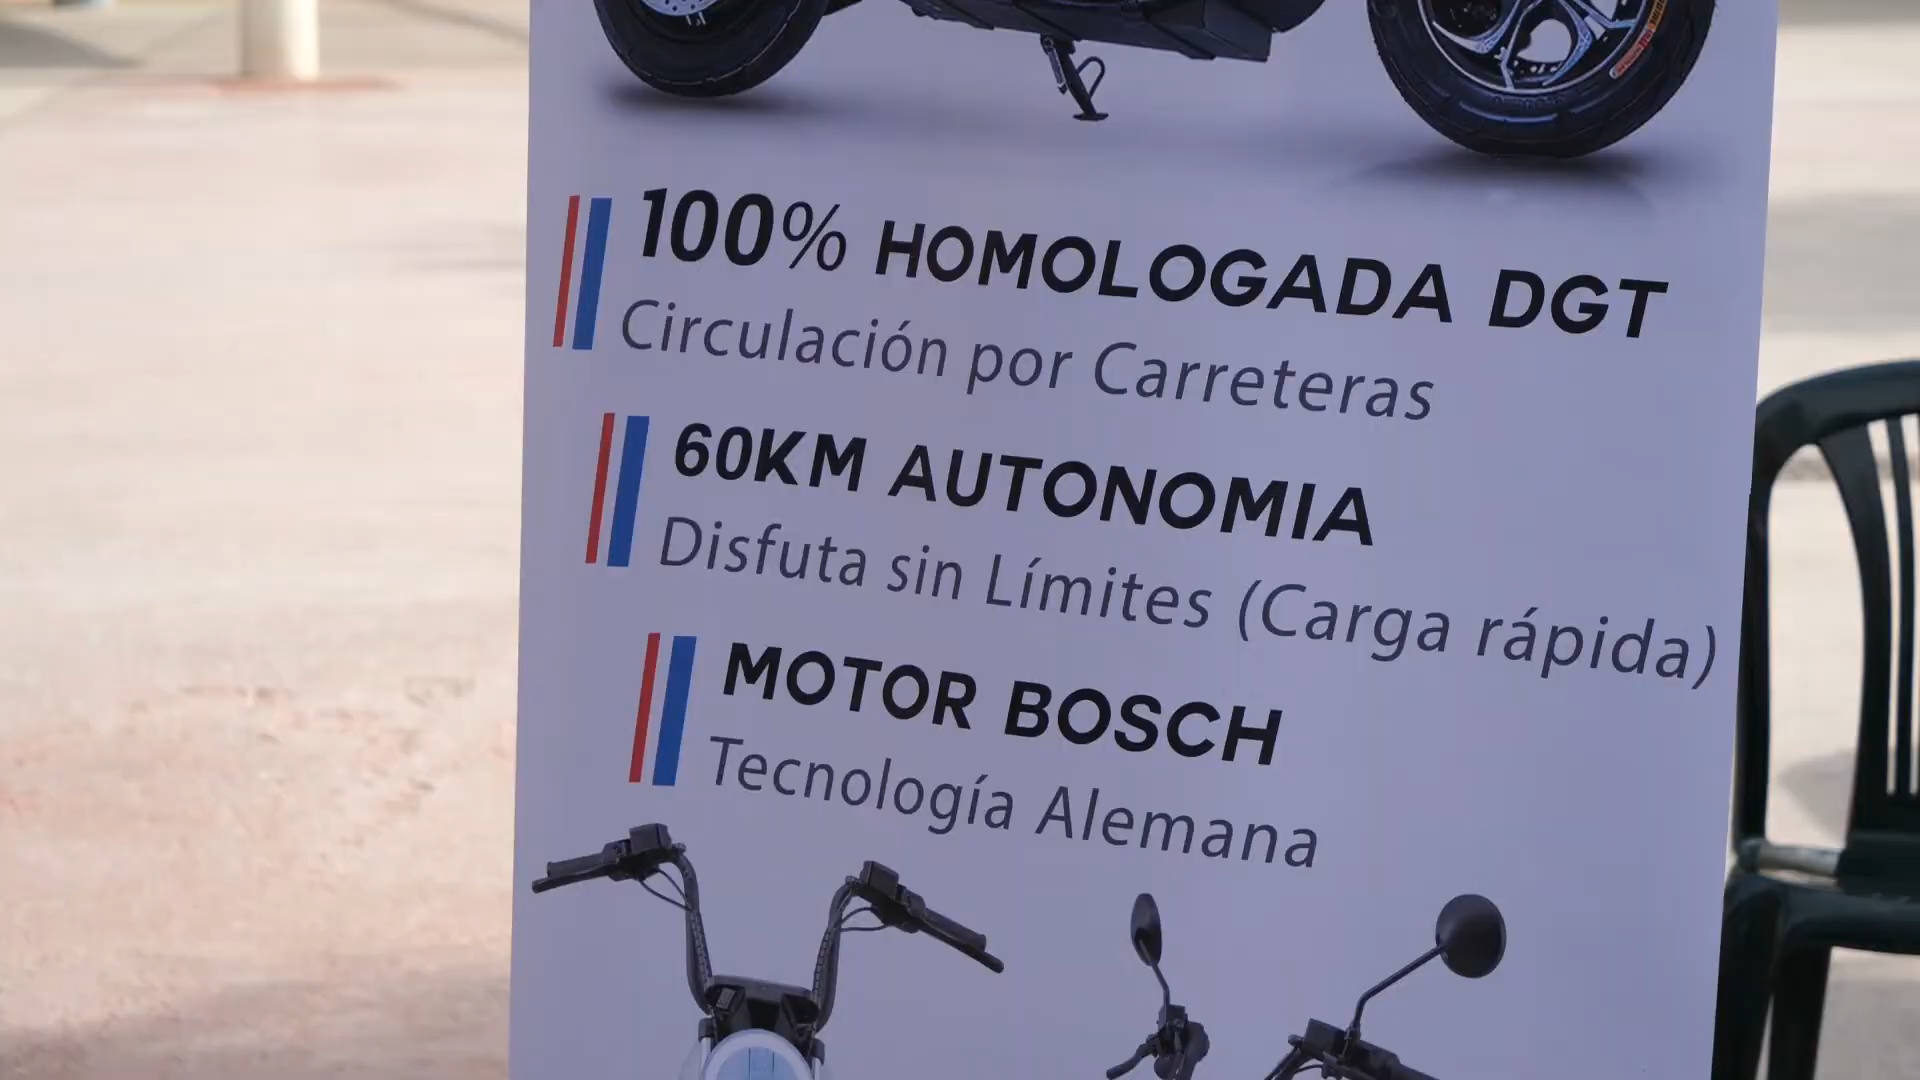 100% HOMOLOGADA DGT
Circulación por Carreteras
60KM AUTONOMIA
Disfuta sin Límites (Carga rápida)
MOTOR BOSCH
Tecnología Alemana